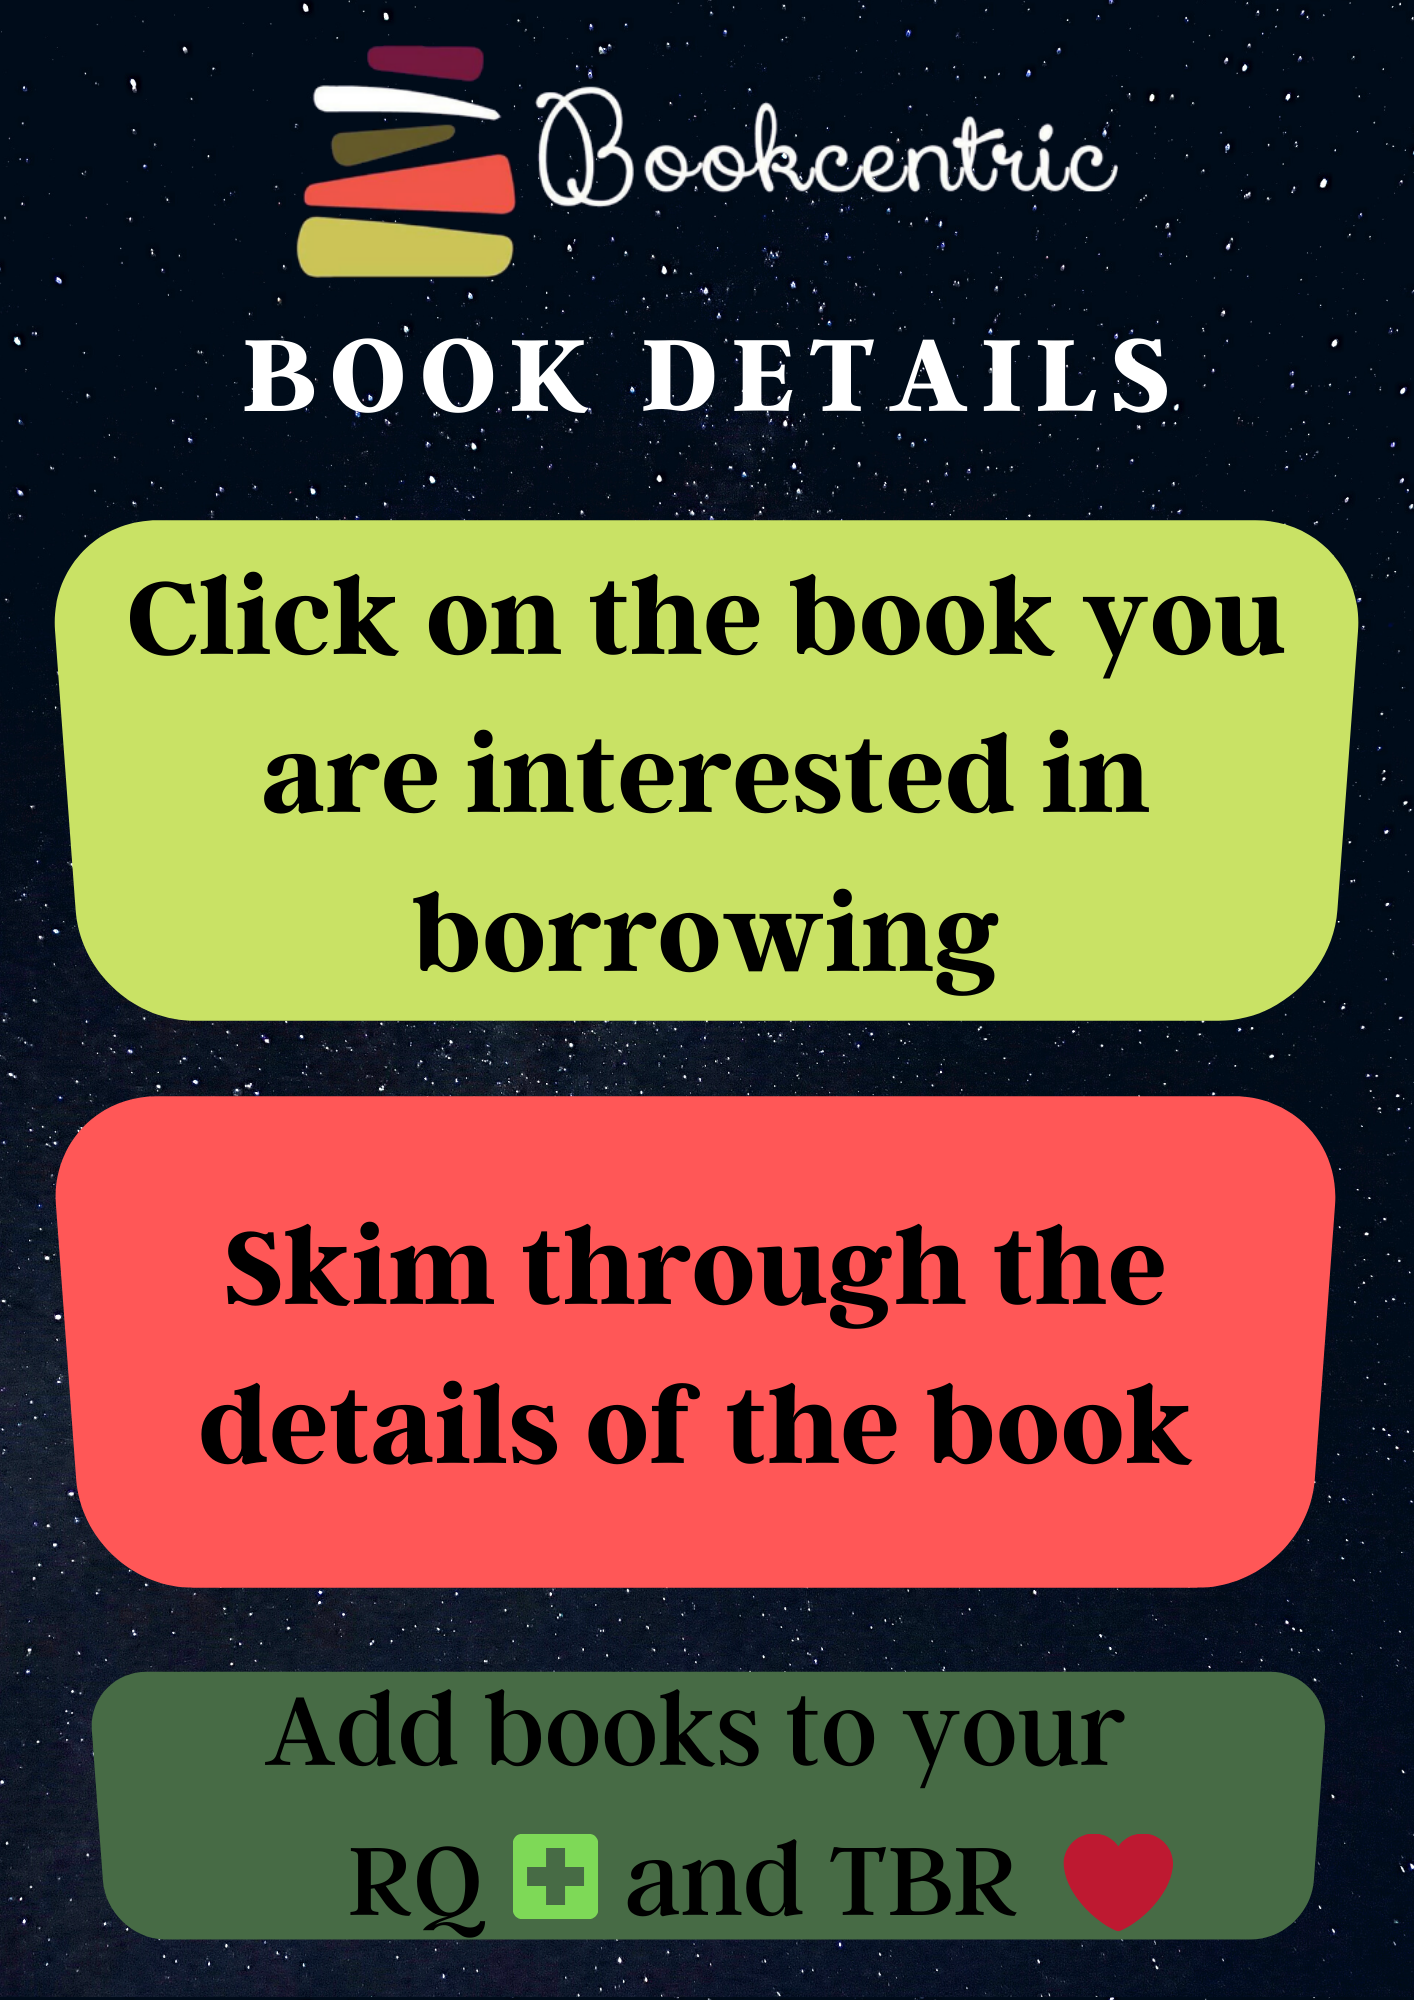 Bookcentric
BOOK DETAILS
Click on the book you
are interested in
borrowing
Skim through the
details of the book
Add books to your
RQ and TBR